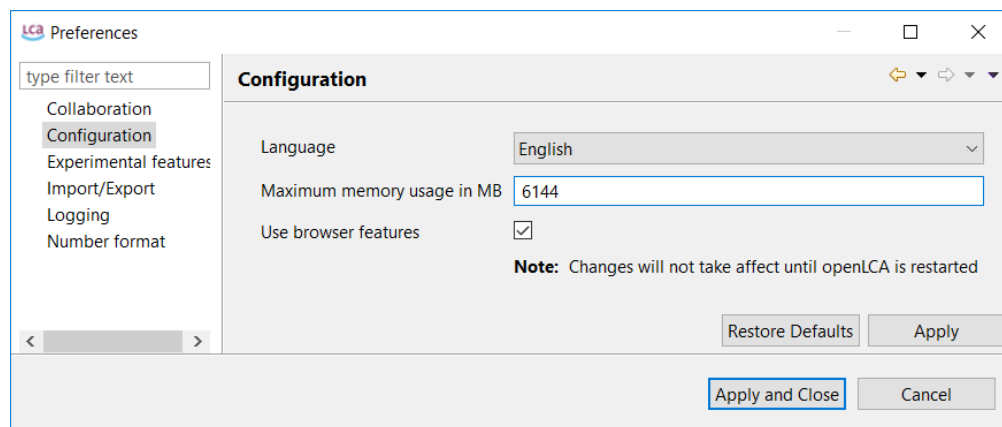 LCA Preferences
type filter text
Configuration
Collaboration
Configuration
Experimental features
Import/Export
Logging
Number format
Language English
Maximum memory usage in MB 6144
Use browser features
Note: Changes will not take affect until openLCA is restarted
Restore Defaults Apply
Apply and Close Cancel